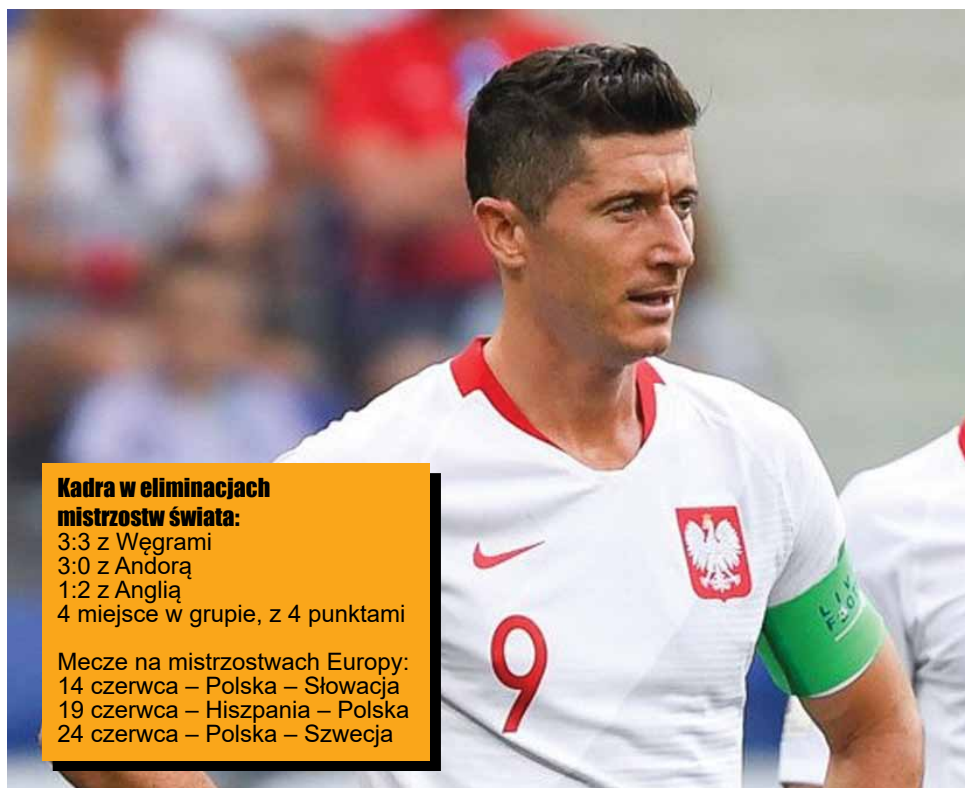 Kadra w eliminacjach
mistrzostw świata:
3:3 z Węgrami
3:0 z Andorą
1:2 z Anglią
4 miejsce w grupie, z 4 punktami
Mecze na mistrzostwach Europy:
14 czerwca – Polska – Słowacja
19 czerwca – Hiszpania – Polska
24 czerwca – Polska – Szwecja
9